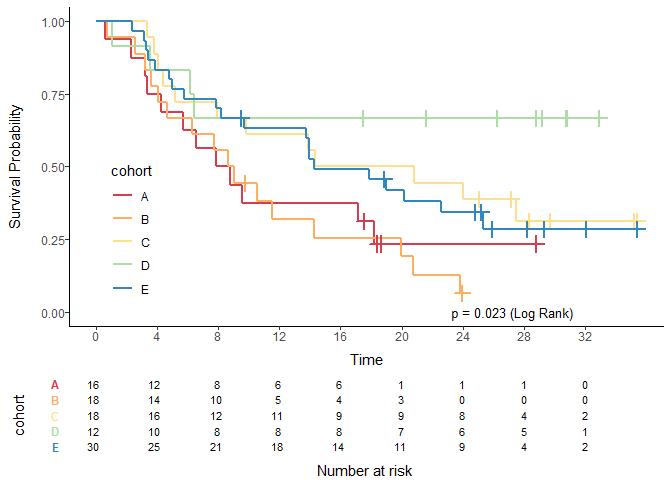 1.00
0.75
0.50
0.25
0.00
Survival Probability
cohort
A
B
C
D
E
p = 0.023 (Log Rank)
0 4 8 12 16 20 24 28 32
Time
cohort
A 16 12 8 6 6 1 1 1 0
B 18 14 10 5 4 3 0 0 0
C 18 16 12 11 9 9 8 4 2
D 12 10 8 8 8 7 6 5 1
E 30 25 21 18 14 11 9 4 2
Number at risk